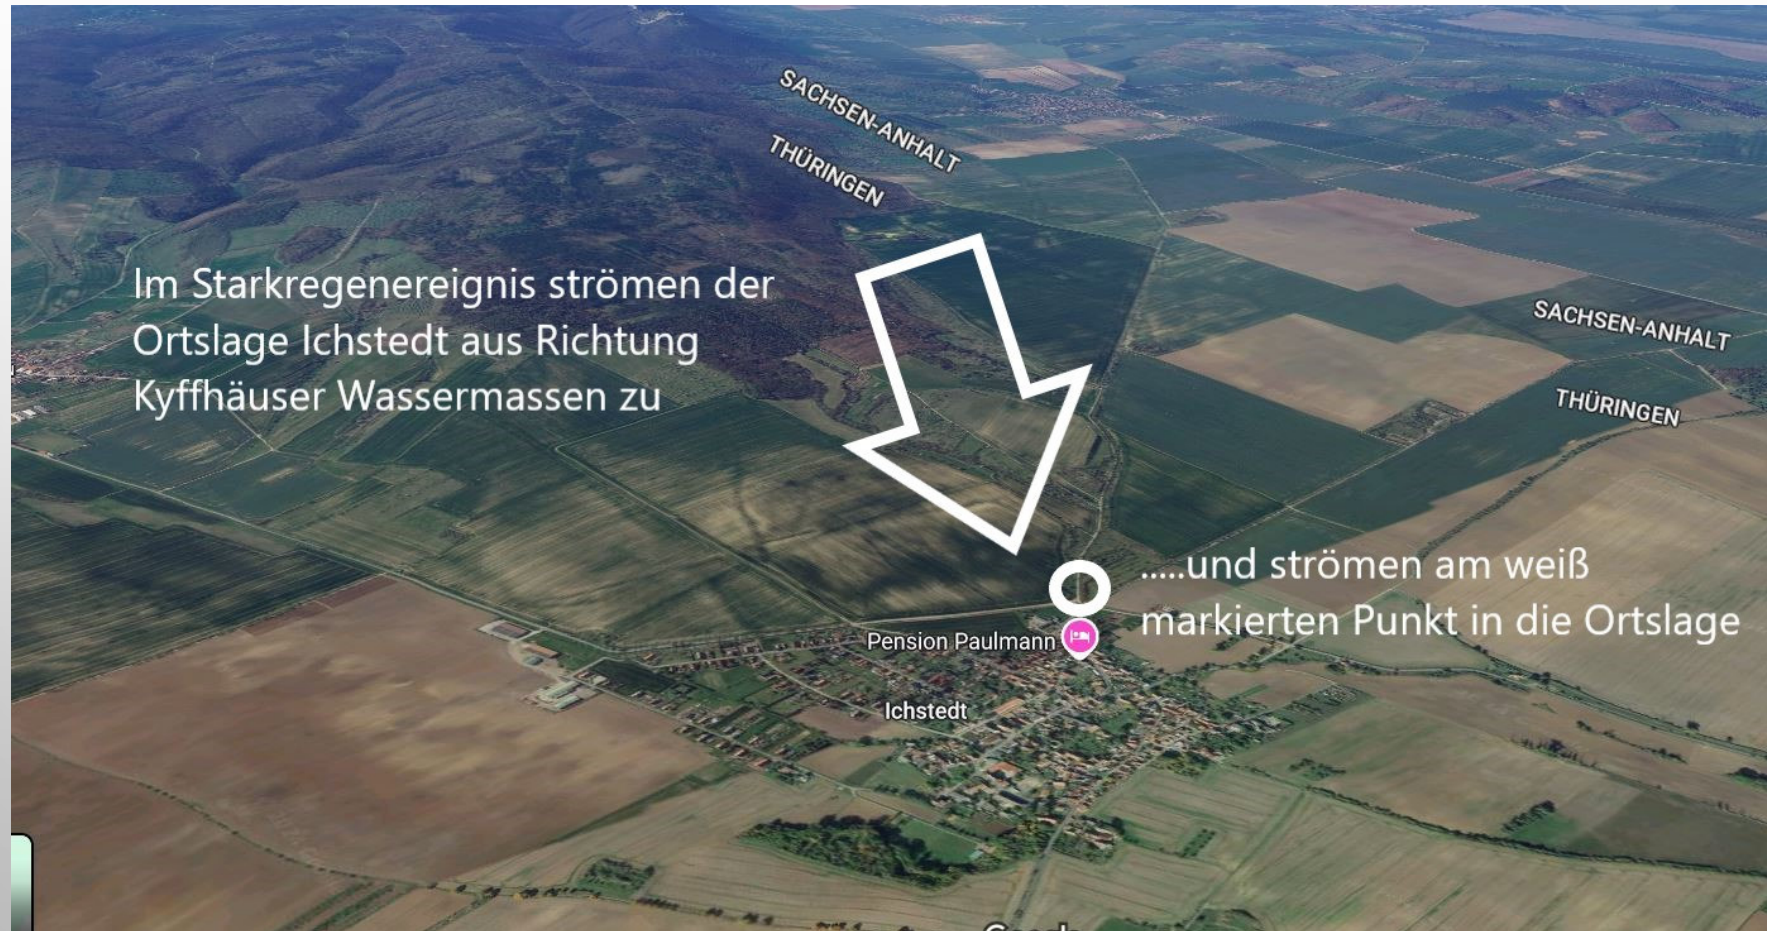 SACHSEN-ANHALT
THÜRINGEN
Im Starkregenereignis strömen der
Ortslage Ichstedt aus Richtung
Kyffhäuser Wassermassen zu
SACHSEN-ANHALT
THÜRINGEN
.....und strömen am weiß
markierten Punkt in die Ortslage
Pension Paulmann
Ichstedt